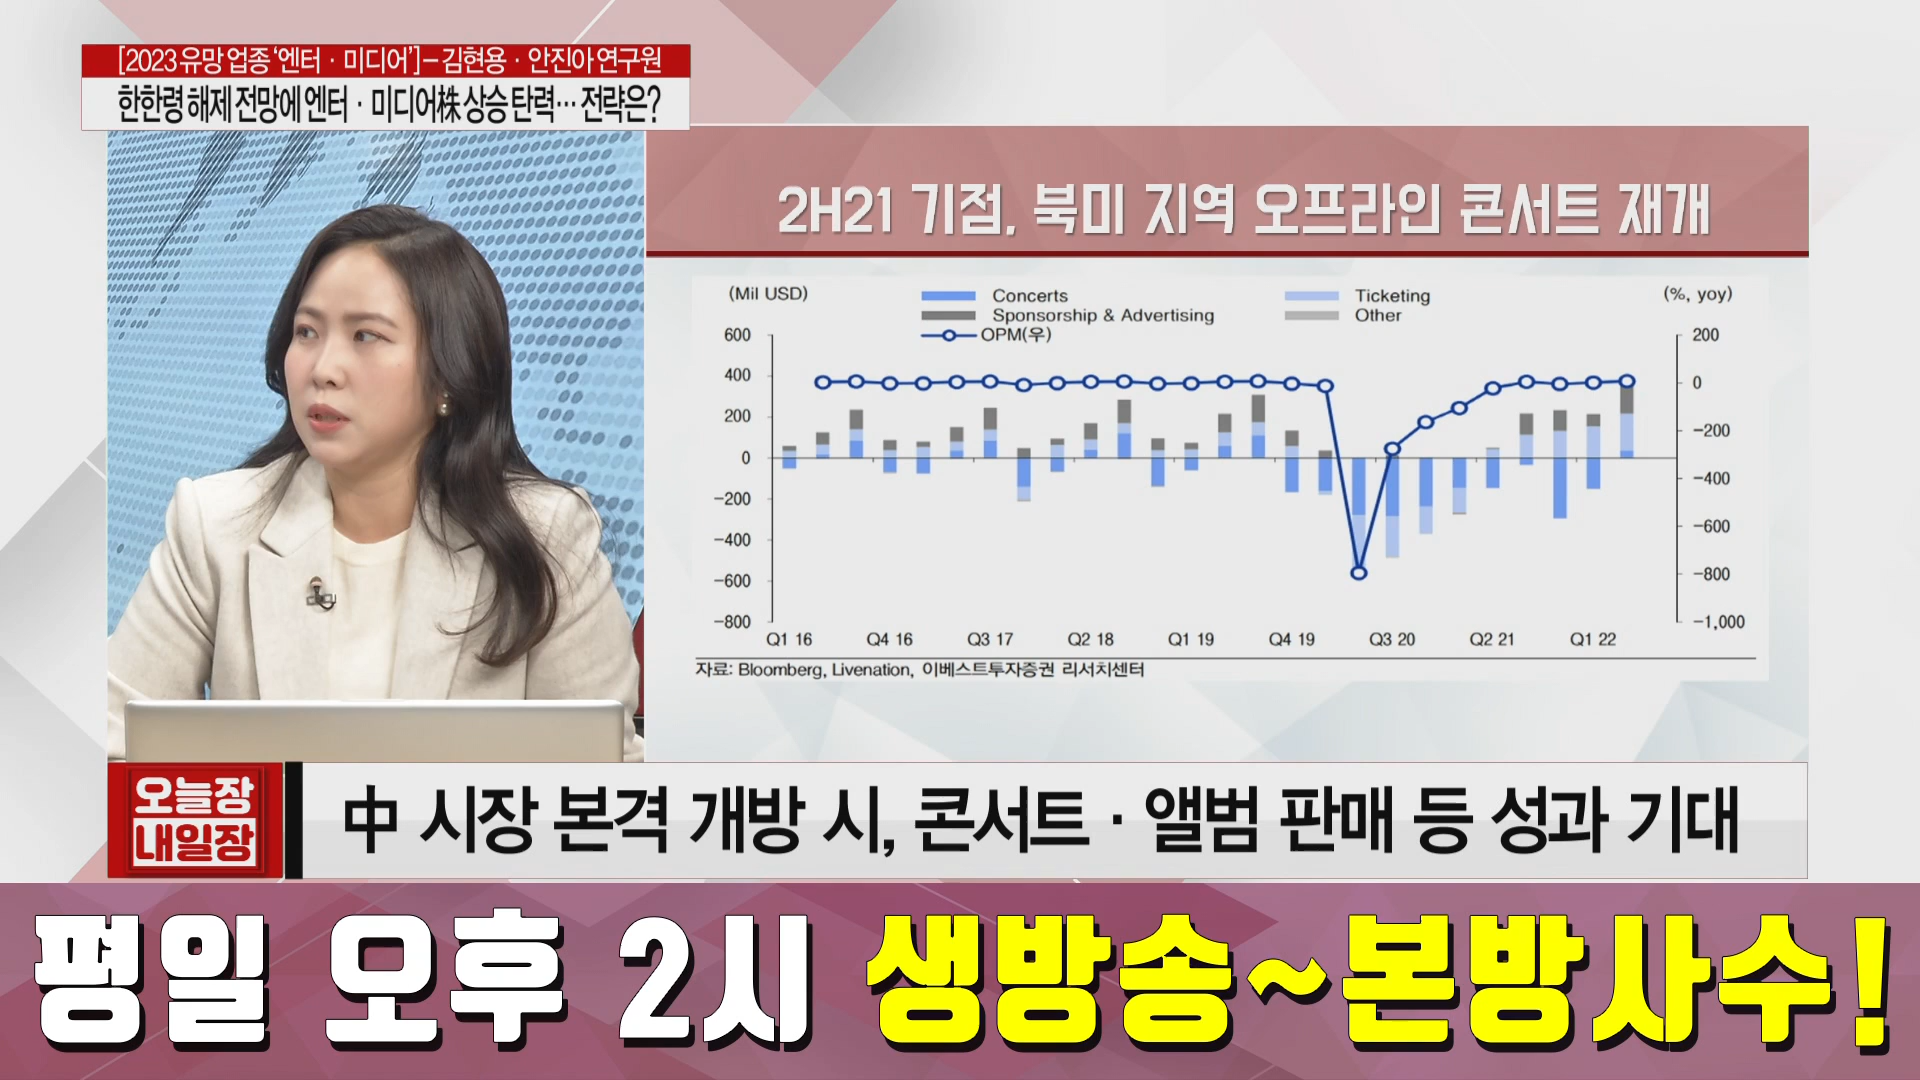 [2023 유망 업종 ‘엔터 · 미디어’] – 김현용 · 안진아 연구원
한한령 해제 전망에 엔터 · 미디어株 상승 탄력… 전략은?
2H21 기점, 북미 지역 오프라인 콘서트 재개
(Mil USD)
Concerts
Ticketing
(%, yoy)
Sponsorship & Advertising
Other
OPM(우)
600
400
200
0
-200
-400
-600
-800
200
0
-200
-400
-600
-800
-1,000
Q1 16 Q4 16 Q3 17 Q2 18 Q1 19 Q4 19 Q3 20 Q2 21 Q1 22
자료: Bloomberg, Livenation, 이베스트투자증권 리서치센터
오늘장
내일장
中 시장 본격 개방 시, 콘서트 · 앨범 판매 등 성과 기대
평일 오후 2시 생방송~본방사수!